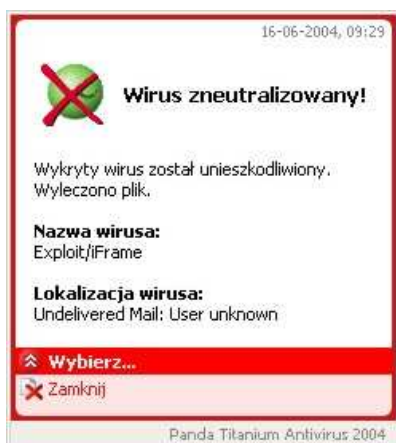 16-06-2004, 09:29
Wirus zneutralizowany!
Wykryty wirus został unieszkodliwiony.
Wyleczono plik.
Nazwa wirusa:
Exploit/iFrame
Lokalizacja wirusa:
Undelivered Mail: User unknown
Wybierz...
Zamknij
Panda Titanium Antivirus 2004